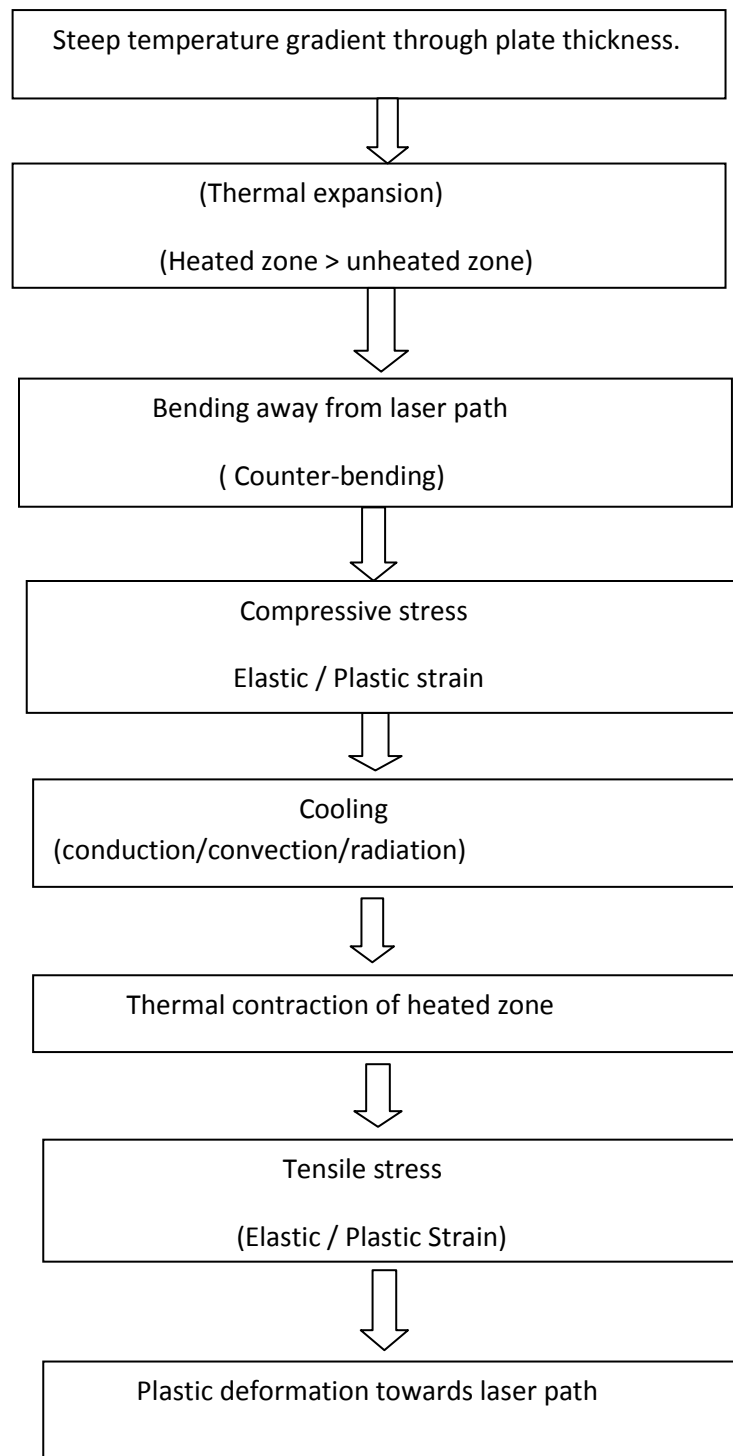 Steep temperature gradient through plate thickness.
(Thermal expansion)
(Heated zone > unheated zone)
Bending away from laser path
( Counter-bending)
Compressive stress
Elastic / Plastic strain
Cooling
(conduction/convection/radiation)
Thermal contraction of heated zone
Tensile stress
(Elastic / Plastic Strain)
Plastic deformation towards laser path